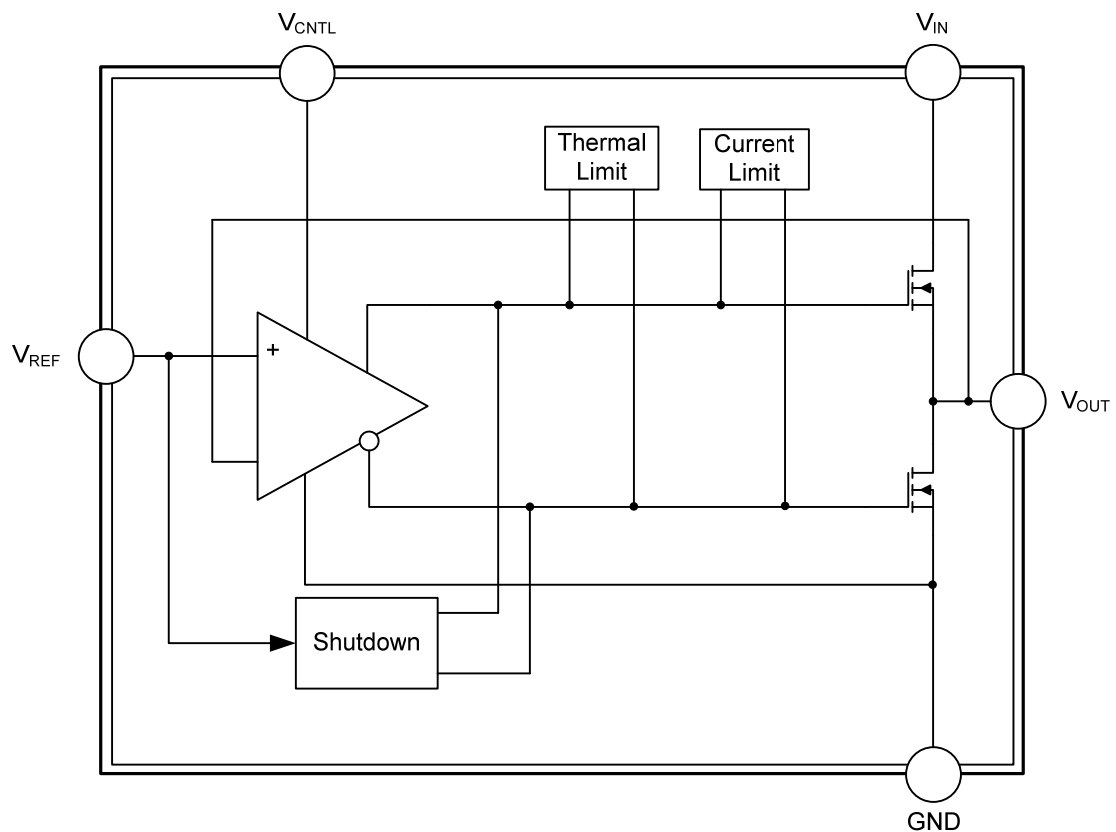 VCNTL
VIN
Thermal
Limit
Current
Limit
VREF
+
VOUT
Shutdown
GND